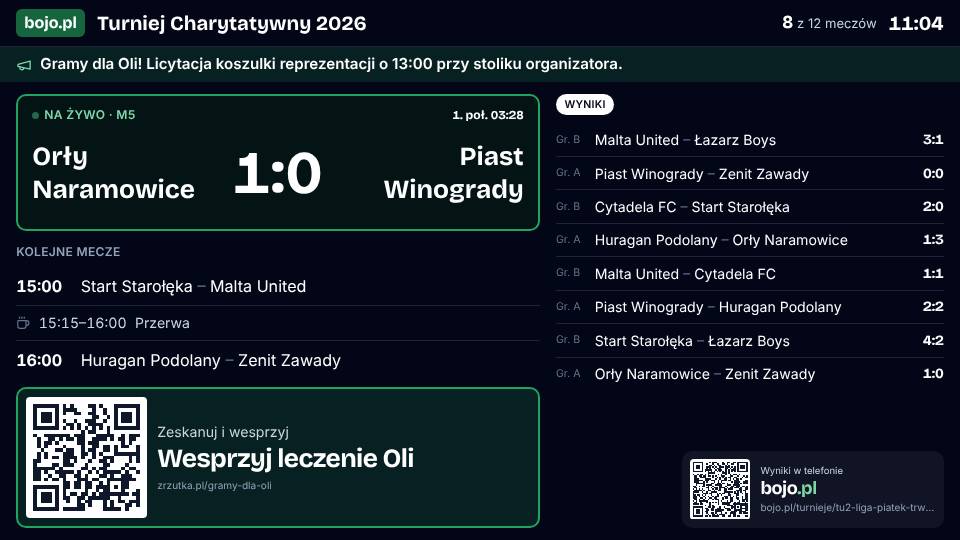 bojo.pl Turniej Charytatywny 2026 8 z 12 meczów 11:04
Gramy dla Oli! Licytacja koszulki reprezentacji o 13:00 przy stoliku organizatora.
NA ŻYWO · M5 1. poł. 03:28
Orły Naramowice 1:0 Piast Winogrady
KOLEJNE MECZE
15:00 Start Starołęka – Malta United
15:15–16:00 Przerwa
16:00 Huragan Podolany – Zenit Zawady
Zeskanuj i wesprzyj
Wesprzyj leczenie Oli
zrzutka.pl/gramy-dla-oli
WYNIKI
Gr. B Malta United – Łazarz Boys 3:1
Gr. A Piast Winogrady – Zenit Zawady 0:0
Gr. B Cytadela FC – Start Starołęka 2:0
Gr. A Huragan Podolany – Orły Naramowice 1:3
Gr. B Malta United – Cytadela FC 1:1
Gr. A Piast Winogrady – Huragan Podolany 2:2
Gr. B Start Starołęka – Łazarz Boys 4:2
Gr. A Orły Naramowice – Zenit Zawady 1:0
Wyniki w telefonie
bojo.pl
bojo.pl/turnieje/tu2-liga-piatek-trw...